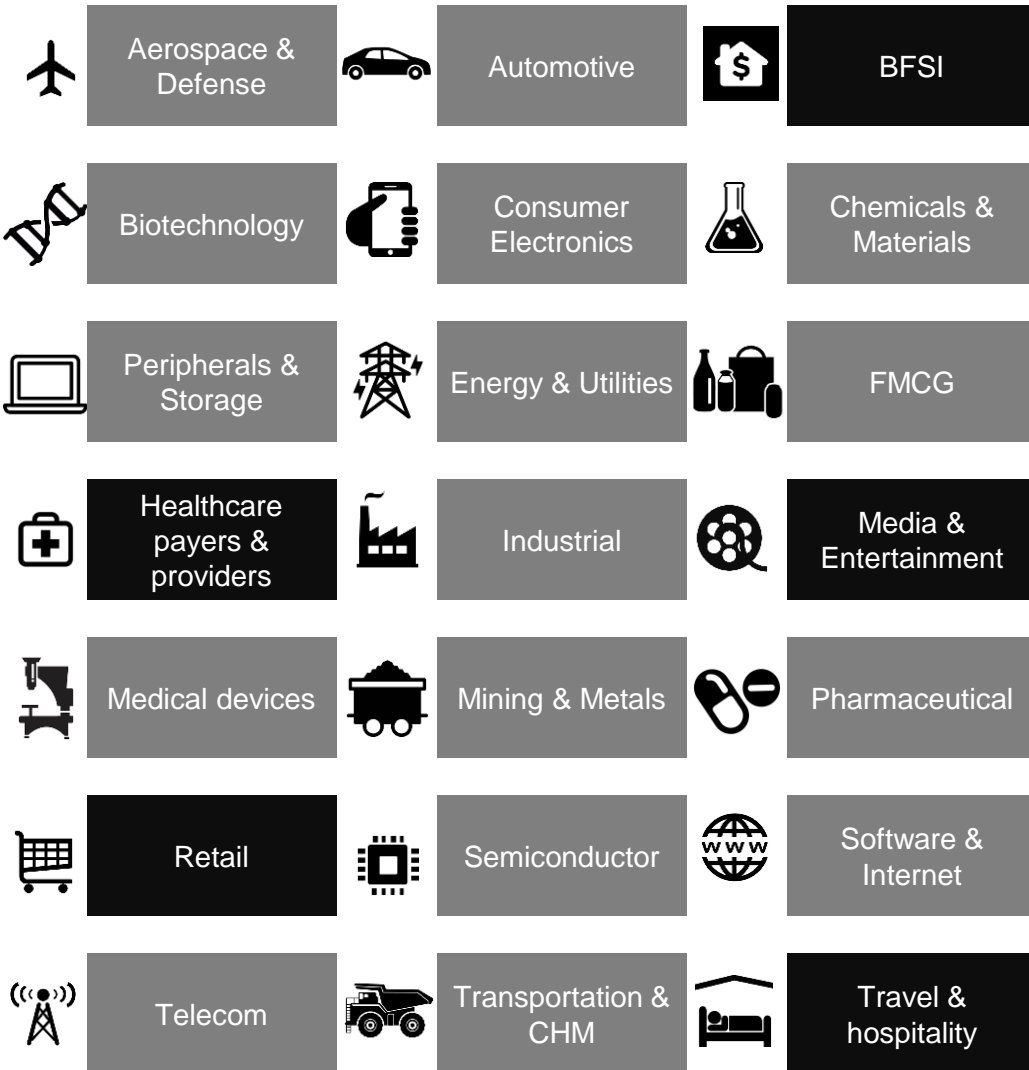 Aerospace &
Defense
Automotive
BFSI
Biotechnology
Consumer
Electronics
Chemicals &
Materials
Peripherals &
Storage
Energy & Utilities
FMCG
Healthcare
payers &
providers
Industrial
Media &
Entertainment
Medical devices
Mining & Metals
Pharmaceutical
Retail
Semiconductor
WWW
Software &
Internet
Telecom
Transportation &
CHM
Travel &
hospitality
$